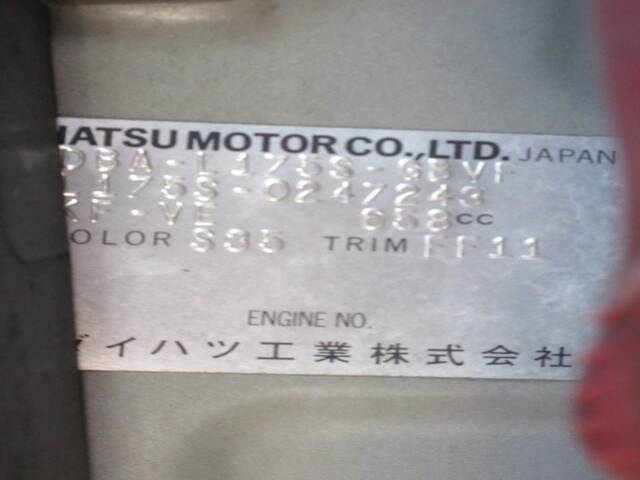 HATSU MOTOR CO., LTD. JAPAN
DBA-L175S-GBVF
L175S-0247243
KF-VE 658cc
COLOR S35 TRIM FF11
ENGINE NO.
ダイハツ工業株式会社